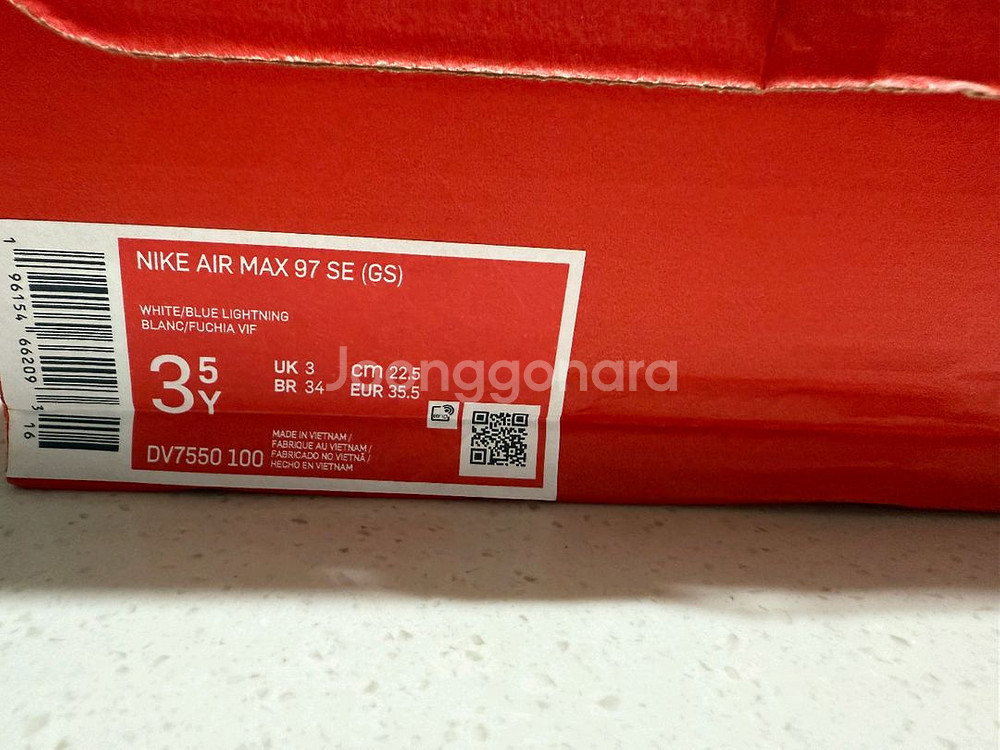 NIKE AIR MAX 97 SE (GS)
WHITE/BLUE LIGHTNING
BLANC/FUCHIA VIF
3 5 Y
UK 3 cm 22.5
BR 34 EUR 35.5
DV7550 100
MADE IN VIETNAM /
FABRIQUE AU VIETNAM /
FABRICADO NO VIETNÃ /
HECHO EN VIETNAM
1 96154 66209 3 16
Joonggonara